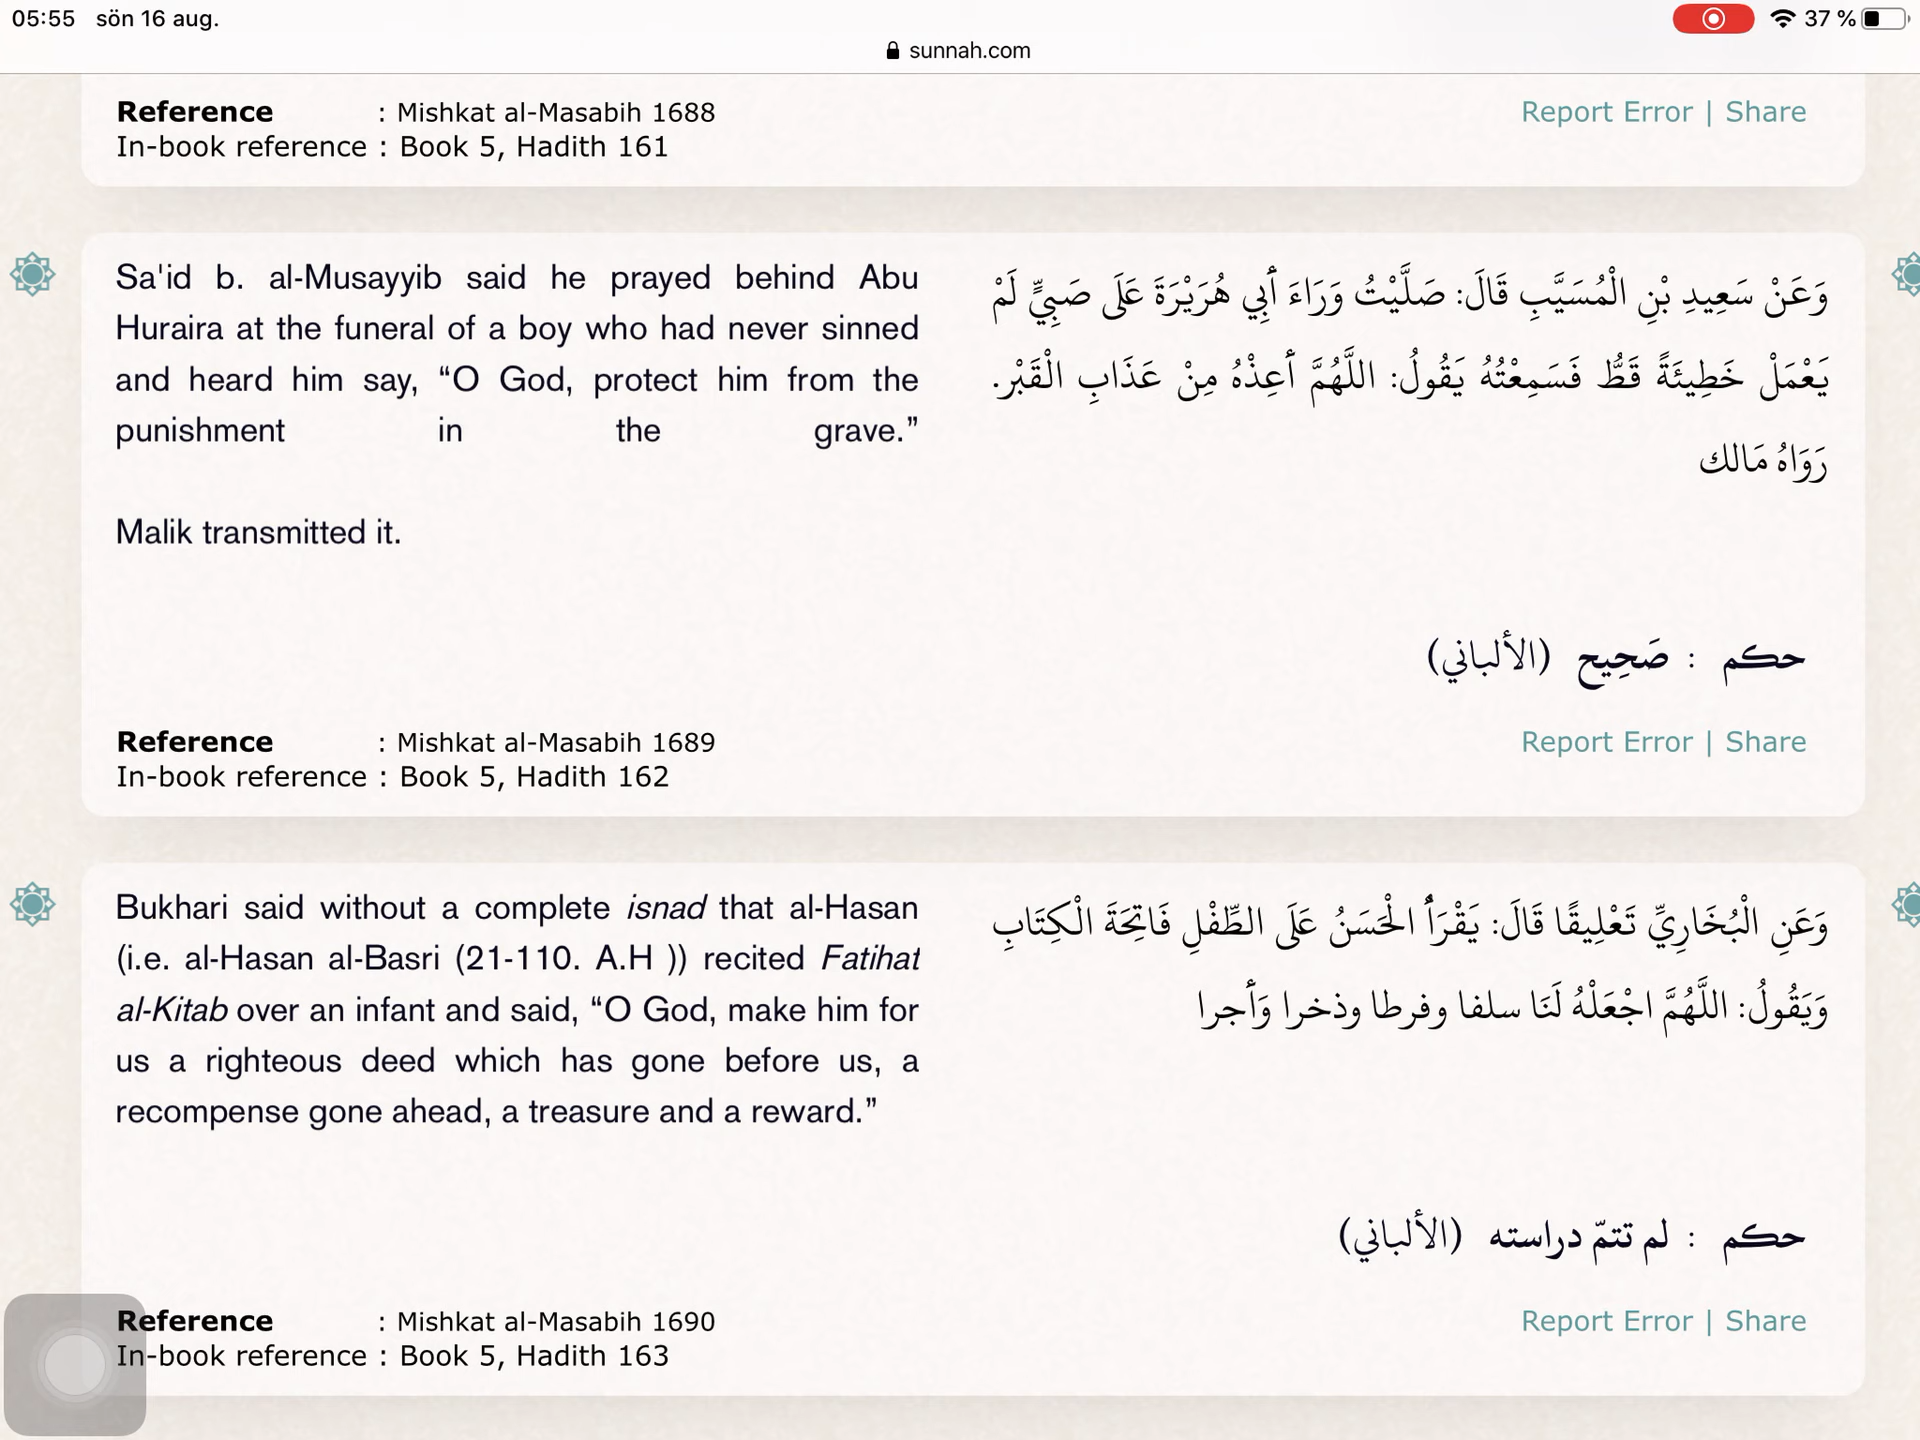 05:55 sön 16 aug.
37 %
sunnah.com
Reference : Mishkat al-Masabih 1688
Report Error | Share
In-book reference : Book 5, Hadith 161
Sa'id b. al-Musayyib said he prayed behind Abu
Huraira at the funeral of a boy who had never sinned
and heard him say, “O God, protect him from the
punishment in the grave.”
Malik transmitted it.
وَعَنْ سَعِيدِ بْنِ الْمُسَيَّبِ قَالَ: صَلَّيْتُ وَرَاءَ أَبِي هُرَيْرَةَ عَلَى صَبِيٍّ لَمْ
يَعْمَلْ خَطِيئَةً قَطُّ فَسَمِعْتُهُ يَقُولُ: اللَّهُمَّ أَعِذْهُ مِنْ عَذَابِ الْقَبْر.
رَوَاهُ مَالك
حكم : صَحِيح (الألباني)
Reference : Mishkat al-Masabih 1689
Report Error | Share
In-book reference : Book 5, Hadith 162
Bukhari said without a complete isnad that al-Hasan
(i.e. al-Hasan al-Basri (21-110. A.H )) recited Fatihat
al-Kitab over an infant and said, “O God, make him for
us a righteous deed which has gone before us, a
recompense gone ahead, a treasure and a reward.”
وَعَنِ الْبُخَارِيِّ تَعْلِيقًا قَالَ: يَقْرَأُ الْحَسَنُ عَلَى الطِّفْلِ فَاتِحَةَ الْكِتَابِ
وَيَقُولُ: اللَّهُمَّ اجْعَلْهُ لَنَا سلفا وفرطا وذخرا وَأَجرا
حكم : لم تتمّ دراسته (الألباني)
Reference : Mishkat al-Masabih 1690
Report Error | Share
In-book reference : Book 5, Hadith 163